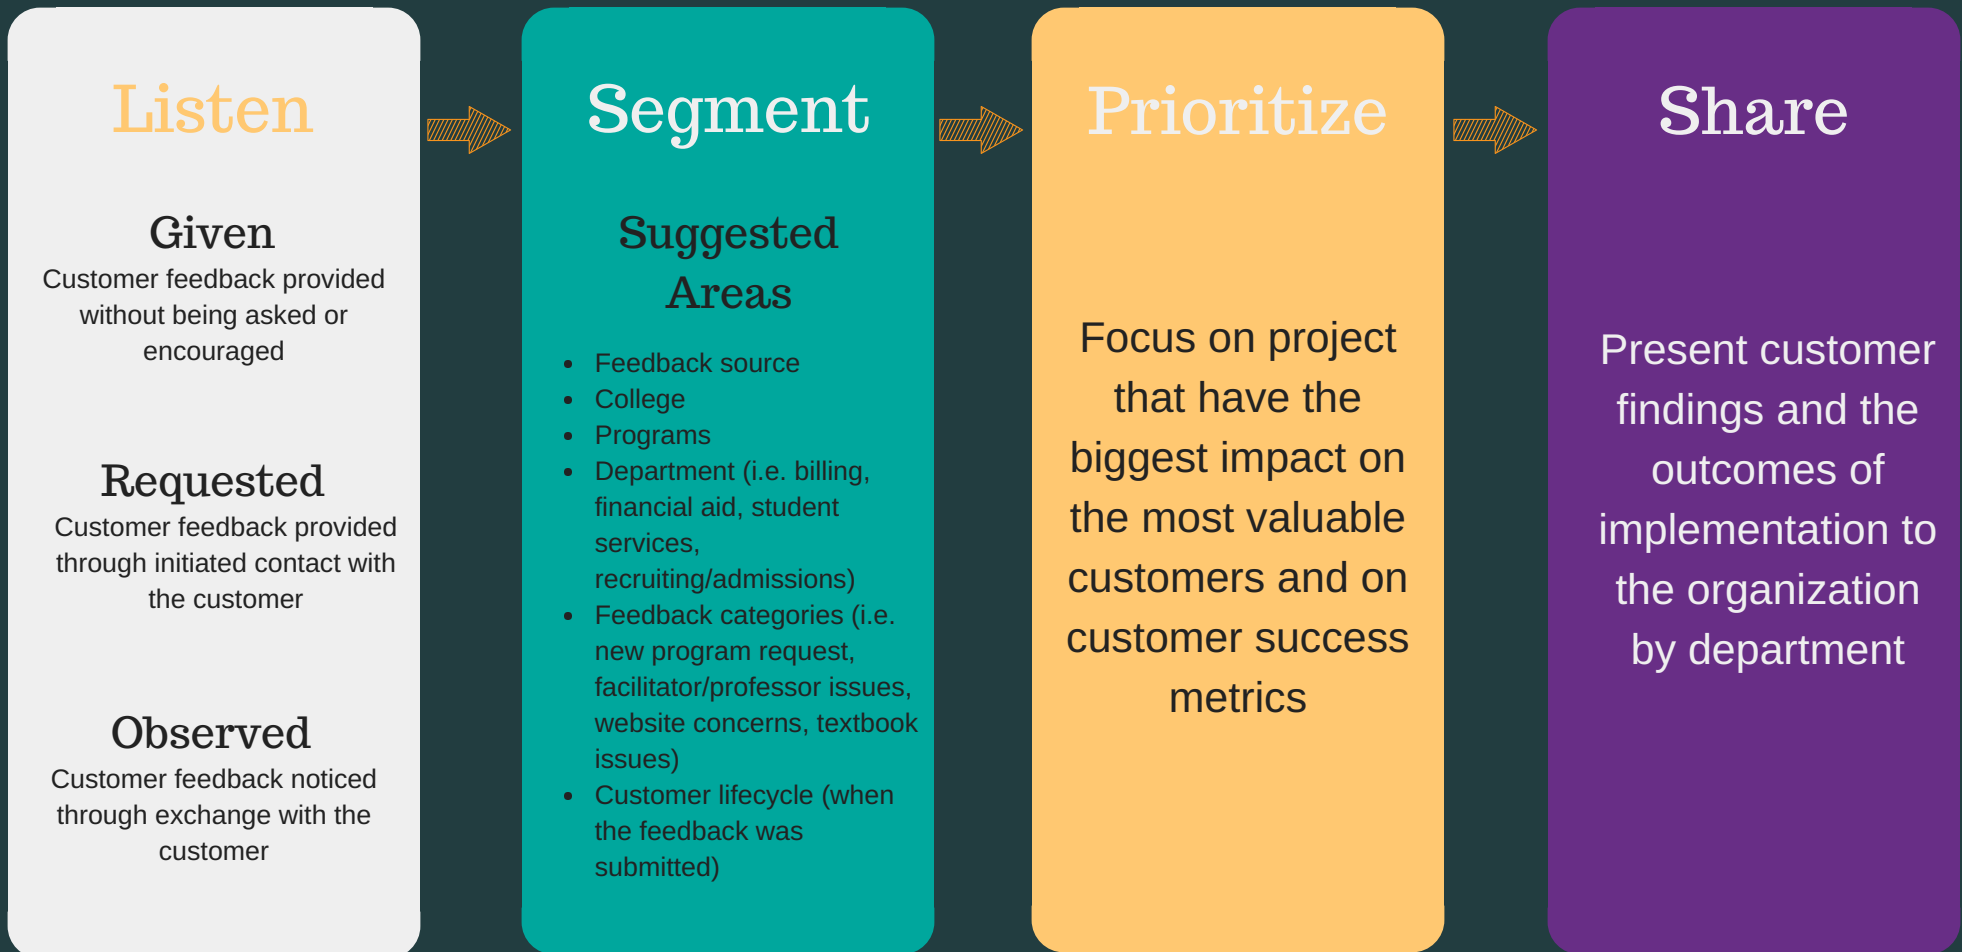 Listen
Given
Customer feedback provided
without being asked or
encouraged
Requested
Customer feedback provided
through initiated contact with
the customer
Observed
Customer feedback noticed
through exchange with the
customer
Segment
Suggested
Areas
• Feedback source
• College
• Programs
• Department (i.e. billing,
financial aid, student
services,
recruiting/admissions)
• Feedback categories (i.e.
new program request,
facilitator/professor issues,
website concerns, textbook
issues)
• Customer lifecycle (when
the feedback was
submitted)
Prioritize
Focus on project
that have the
biggest impact on
the most valuable
customers and on
customer success
metrics
Share
Present customer
findings and the
outcomes of
implementation to
the organization
by department